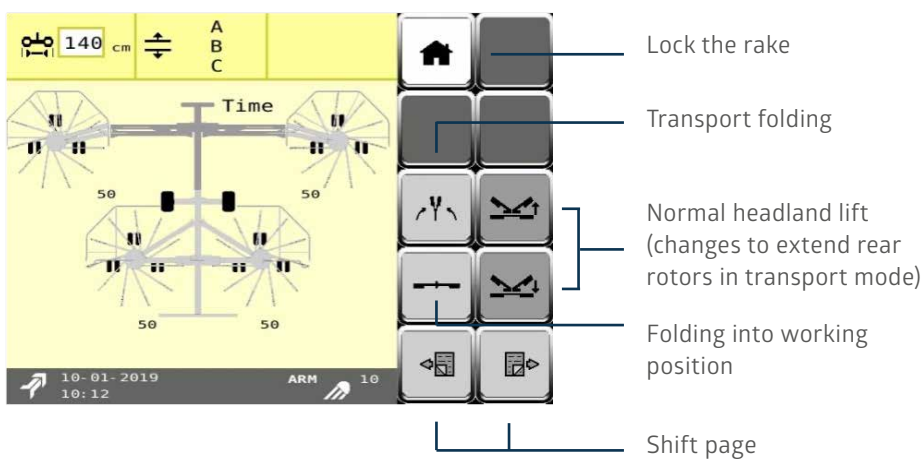 140 cm
A
B
C
Time
50
50
50
50
10-01-2019
10:12
ARM
10
Lock the rake
Transport folding
Normal headland lift
(changes to extend rear
rotors in transport mode)
Folding into working
position
Shift page